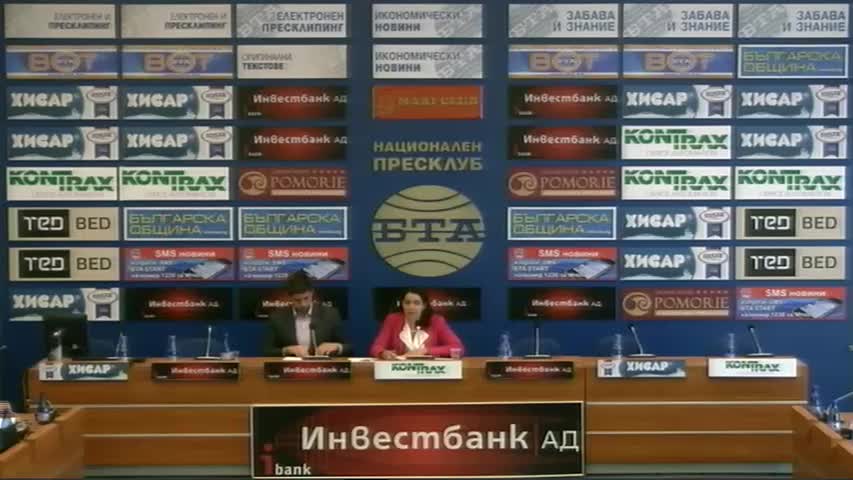 ЕЛЕКТРОНЕН И
ПРЕСКЛИПИНГ
ЕЛЕКТРОНЕН И
ПРЕСКЛИПИНГ
ЕЛЕКТРОНЕН
ПРЕСКЛИПИНГ
ИКОНОМИЧЕСКИ
НОВИНИ
ЗАБАВА
И ЗНАНИЕ
ЗАБАВА
И ЗНАНИЕ
ЗАБАВА
И ЗНАНИЕ
ВОТ
ВОТ
ОРИГИНАЛНИ
ТЕКСТОВЕ
ИКОНОМИЧЕСКИ
НОВИНИ
ВОТ
ВОТ
БЪЛГАРСКА
ОБЩИНА
ХИСАР
ХИСАР
ИНВЕСТБАНК АД
ИНВЕСТБАНК АД
ХИСАР
ХИСАР
ХИСАР
ХИСАР
ИНВЕСТБАНК АД
НАЦИОНАЛЕН
ПРЕСКЛУБ
ИНВЕСТБАНК АД
KONTRAX
ХИСАР
KONTRAX
KONTRAX
POMORIE
POMORIE
KONTRAX
KONTRAX
TED BED
БЪЛГАРСКА
ОБЩИНА
БЪЛГАРСКА
ОБЩИНА
БТА
БЪЛГАРСКА
ОБЩИНА
ХИСАР
TED BED
TED BED
SMS НОВИНИ
SMS НОВИНИ
SMS НОВИНИ
ХИСАР
TED BED
ХИСАР
ИНВЕСТБАНК АД
ИНВЕСТБАНК АД
POMORIE
SMS НОВИНИ
ХИСАР
ИНВЕСТБАНК АД
ИНВЕСТБАНК АД
KONTRAX
ИНВЕСТБАНК АД
ХИСАР
KONTRAX
ИНВЕСТБАНК АД
ibank